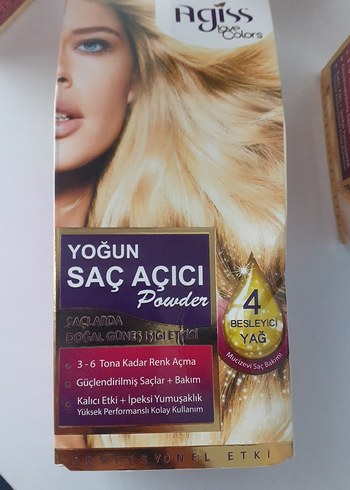 Agiss
Love
Colors
YOĞUN
SAÇ AÇICI
Powder
SAÇLARDA
DOĞAL GÜNEŞ IŞIĞI ETKİSİ
3 - 6 Tona Kadar Renk Açma
Güçlendirilmiş Saçlar + Bakım
Kalıcı Etki + İpeksi Yumuşaklık
Yüksek Performanslı Kolay Kullanım
4
BESLEYİCİ
YAĞ
Mucizevi Saç Bakımı
PROFESYONEL ETKİ